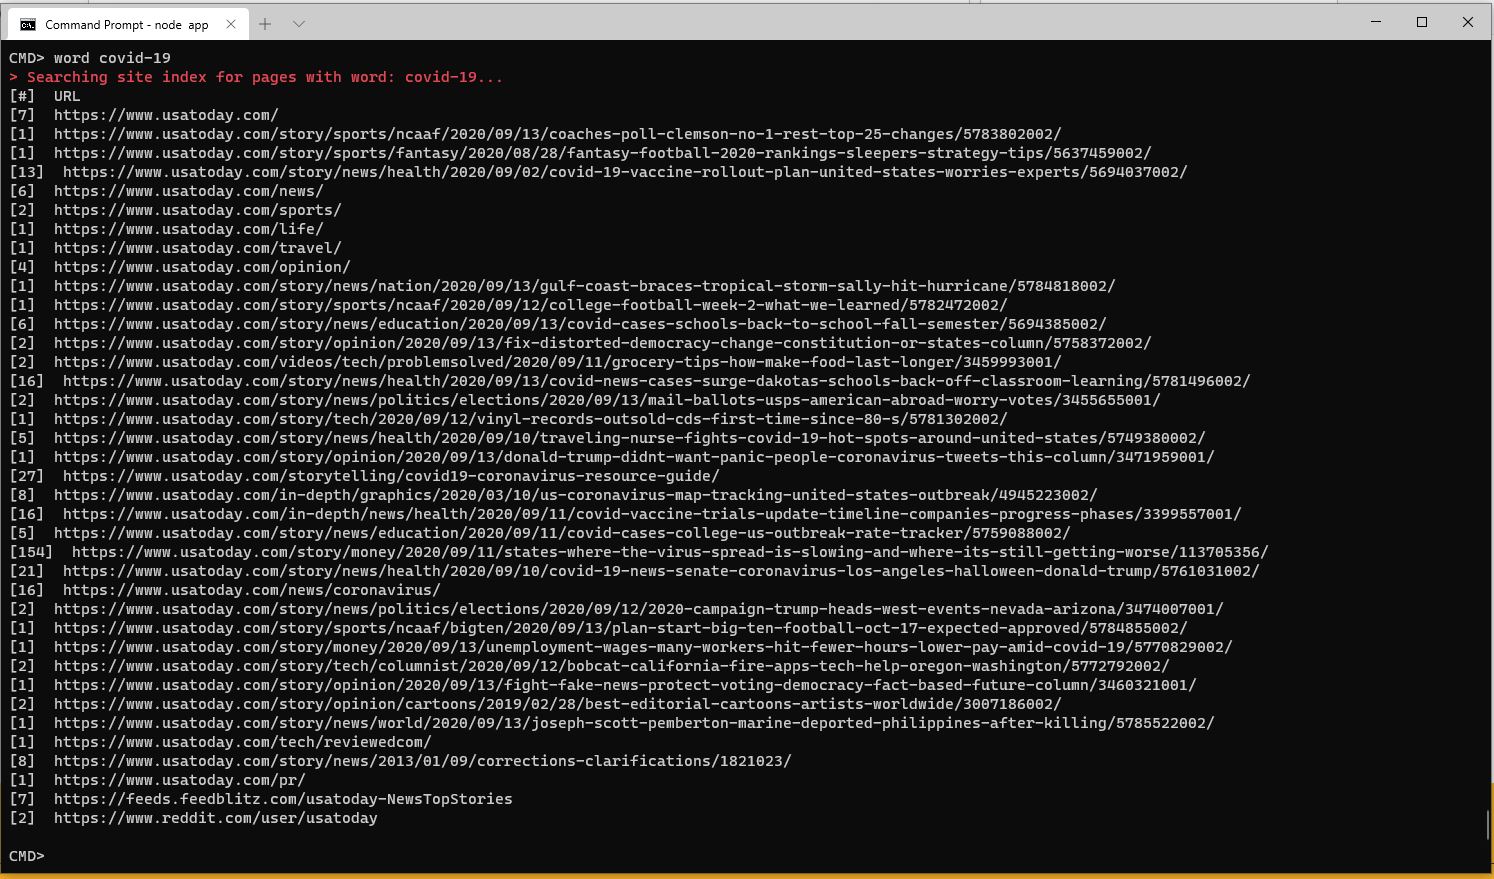 Command Prompt - node app
CMD> word covid-19
> Searching site index for pages with word: covid-19...
[#]  URL
[7]  https://www.usatoday.com/
[1]  https://www.usatoday.com/story/sports/ncaaf/2020/09/13/coaches-poll-clemson-no-1-rest-top-25-changes/5783802002/
[1]  https://www.usatoday.com/story/sports/fantasy/2020/08/28/fantasy-football-2020-rankings-sleepers-strategy-tips/5637459002/
[13]  https://www.usatoday.com/story/news/health/2020/09/02/covid-19-vaccine-rollout-plan-united-states-worries-experts/5694037002/
[6]  https://www.usatoday.com/news/
[2]  https://www.usatoday.com/sports/
[1]  https://www.usatoday.com/life/
[1]  https://www.usatoday.com/travel/
[4]  https://www.usatoday.com/opinion/
[1]  https://www.usatoday.com/story/news/nation/2020/09/13/gulf-coast-braces-tropical-storm-sally-hit-hurricane/5784818002/
[1]  https://www.usatoday.com/story/sports/ncaaf/2020/09/12/college-football-week-2-what-we-learned/5782472002/
[6]  https://www.usatoday.com/story/news/education/2020/09/13/covid-cases-schools-back-to-school-fall-semester/5694385002/
[2]  https://www.usatoday.com/story/opinion/2020/09/13/fix-distorted-democracy-change-constitution-or-states-column/5758372002/
[2]  https://www.usatoday.com/videos/tech/problemsolved/2020/09/11/grocery-tips-how-make-food-last-longer/3459993001/
[16]  https://www.usatoday.com/story/news/health/2020/09/13/covid-news-cases-surge-dakotas-schools-back-off-classroom-learning/5781496002/
[2]  https://www.usatoday.com/story/news/politics/elections/2020/09/13/mail-ballots-usps-american-abroad-worry-votes/3455655001/
[1]  https://www.usatoday.com/story/tech/2020/09/12/vinyl-records-outsold-cds-first-time-since-80-s/5781302002/
[5]  https://www.usatoday.com/story/news/health/2020/09/10/traveling-nurse-fights-covid-19-hot-spots-around-united-states/5749380002/
[1]  https://www.usatoday.com/story/opinion/2020/09/13/donald-trump-didnt-want-panic-people-coronavirus-tweets-this-column/3471959001/
[27]  https://www.usatoday.com/storytelling/covid19-coronavirus-resource-guide/
[8]  https://www.usatoday.com/in-depth/graphics/2020/03/10/us-coronavirus-map-tracking-united-states-outbreak/4945223002/
[16]  https://www.usatoday.com/in-depth/news/health/2020/09/11/covid-vaccine-trials-update-timeline-companies-progress-phases/3399557001/
[5]  https://www.usatoday.com/story/news/education/2020/09/11/covid-cases-college-us-outbreak-rate-tracker/5759088002/
[154]  https://www.usatoday.com/story/money/2020/09/11/states-where-the-virus-spread-is-slowing-and-where-its-still-getting-worse/113705356/
[21]  https://www.usatoday.com/story/news/health/2020/09/10/covid-19-news-senate-coronavirus-los-angeles-halloween-donald-trump/5761031002/
[16]  https://www.usatoday.com/news/coronavirus/
[2]  https://www.usatoday.com/story/news/politics/elections/2020/09/12/2020-campaign-trump-heads-west-events-nevada-arizona/3474007001/
[1]  https://www.usatoday.com/story/sports/ncaaf/bigten/2020/09/13/plan-start-big-ten-football-oct-17-expected-approved/5784855002/
[1]  https://www.usatoday.com/story/money/2020/09/13/unemployment-wages-many-workers-hit-fewer-hours-lower-pay-amid-covid-19/5770829002/
[2]  https://www.usatoday.com/story/tech/columnist/2020/09/12/bobcat-california-fire-apps-tech-help-oregon-washington/5772792002/
[1]  https://www.usatoday.com/story/opinion/2020/09/13/fight-fake-news-protect-voting-democracy-fact-based-future-column/3460321001/
[2]  https://www.usatoday.com/story/opinion/cartoons/2019/02/28/best-editorial-cartoons-artists-worldwide/3007186002/
[1]  https://www.usatoday.com/story/news/world/2020/09/13/joseph-scott-pemberton-marine-deported-philippines-after-killing/5785522002/
[1]  https://www.usatoday.com/tech/reviewedcom/
[8]  https://www.usatoday.com/story/news/2013/01/09/corrections-clarifications/1821023/
[1]  https://www.usatoday.com/pr/
[7]  https://feeds.feedblitz.com/usatoday-NewsTopStories
[2]  https://www.reddit.com/user/usatoday
CMD>